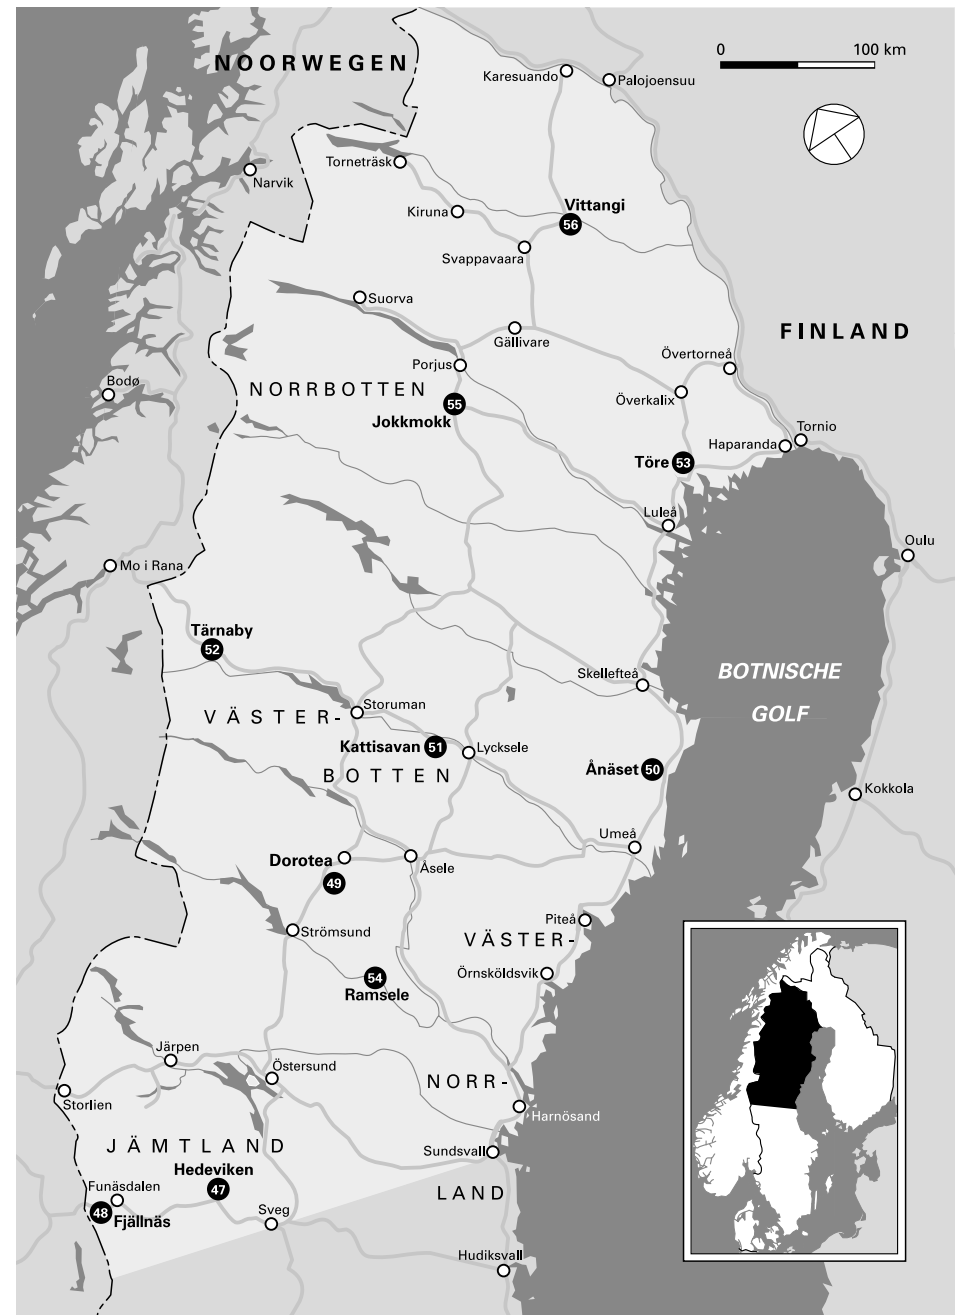 0 100 km
NOORWEGEN
Karesuando
Palojoensuu
Torneträsk
Narvik
Kiruna
Vittangi
56
Svappavaara
Suorva
FINLAND
Gällivare
Övertorneå
Porjus
Bodø
NORRBOTTEN
55
Jokkmokk
Överkalix
Tornio
Haparanda
Töre 53
Luleå
Oulu
Mo i Rana
Tärnaby
52
Skellefteå
BOTNISCHE
GOLF
Storuman
VÄSTER-
Kattisavan 51
Lycksele
BOTTEN
Ånäset 50
Kokkola
Umeå
Dorotea
49
Åsele
Piteå
Strömsund
VÄSTER-
54
Ramsele
Örnsköldsvik
Järpen
Östersund
NORR-
Storlien
Harnösand
JÄMTLAND
Sundsvall
Hedeviken
47
Funäsdalen
LAND
48
Fjällnäs
Sveg
Hudiksvall